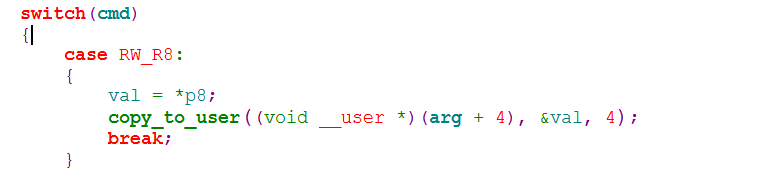 switch(cmd)
{
case RW_R8:
{
val = *p8;
copy_to_user((void __user *)(arg + 4), &val, 4);
break;
}